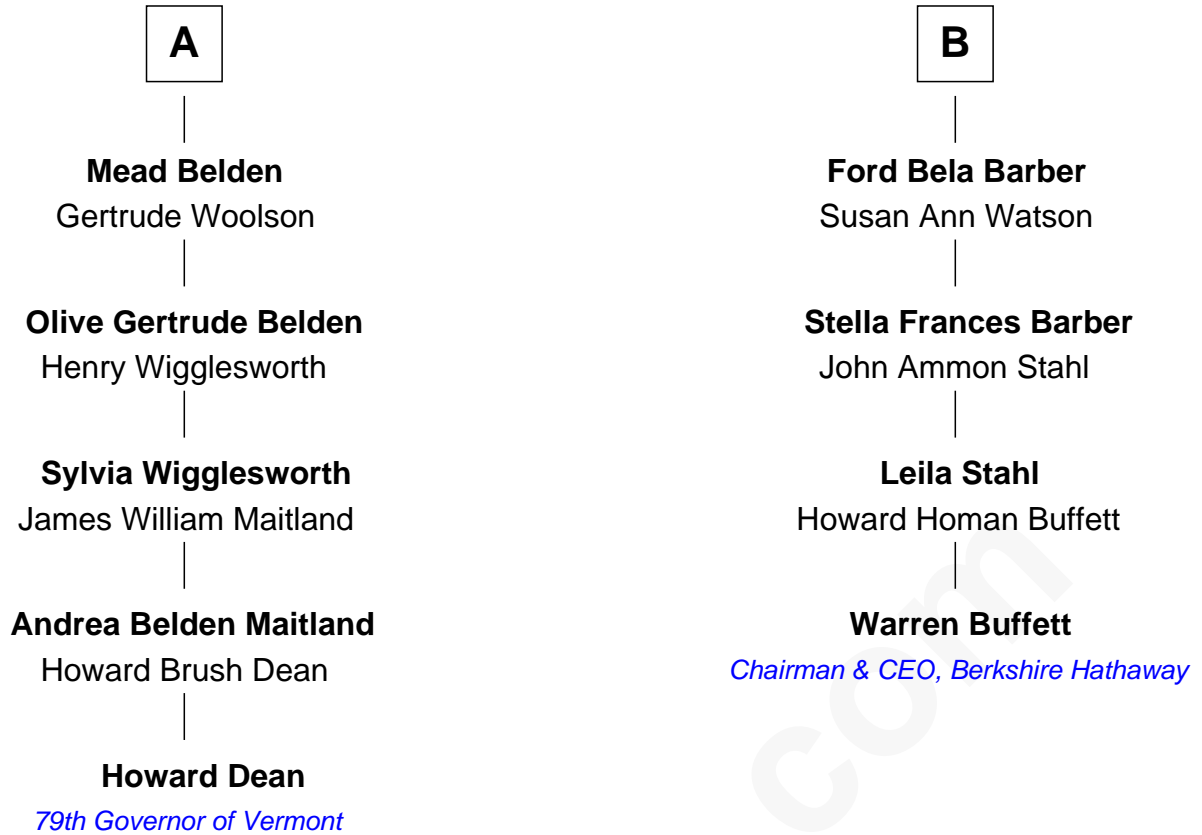 A
Mead Belden
Gertrude Woolson
Olive Gertrude Belden
Henry Wigglesworth
Sylvia Wigglesworth
James William Maitland
Andrea Belden Maitland
Howard Brush Dean
Howard Dean
79th Governor of Vermont
B
Ford Bela Barber
Susan Ann Watson
Stella Frances Barber
John Ammon Stahl
Leila Stahl
Howard Homan Buffett
Warren Buffett
Chairman & CEO, Berkshire Hathaway
com